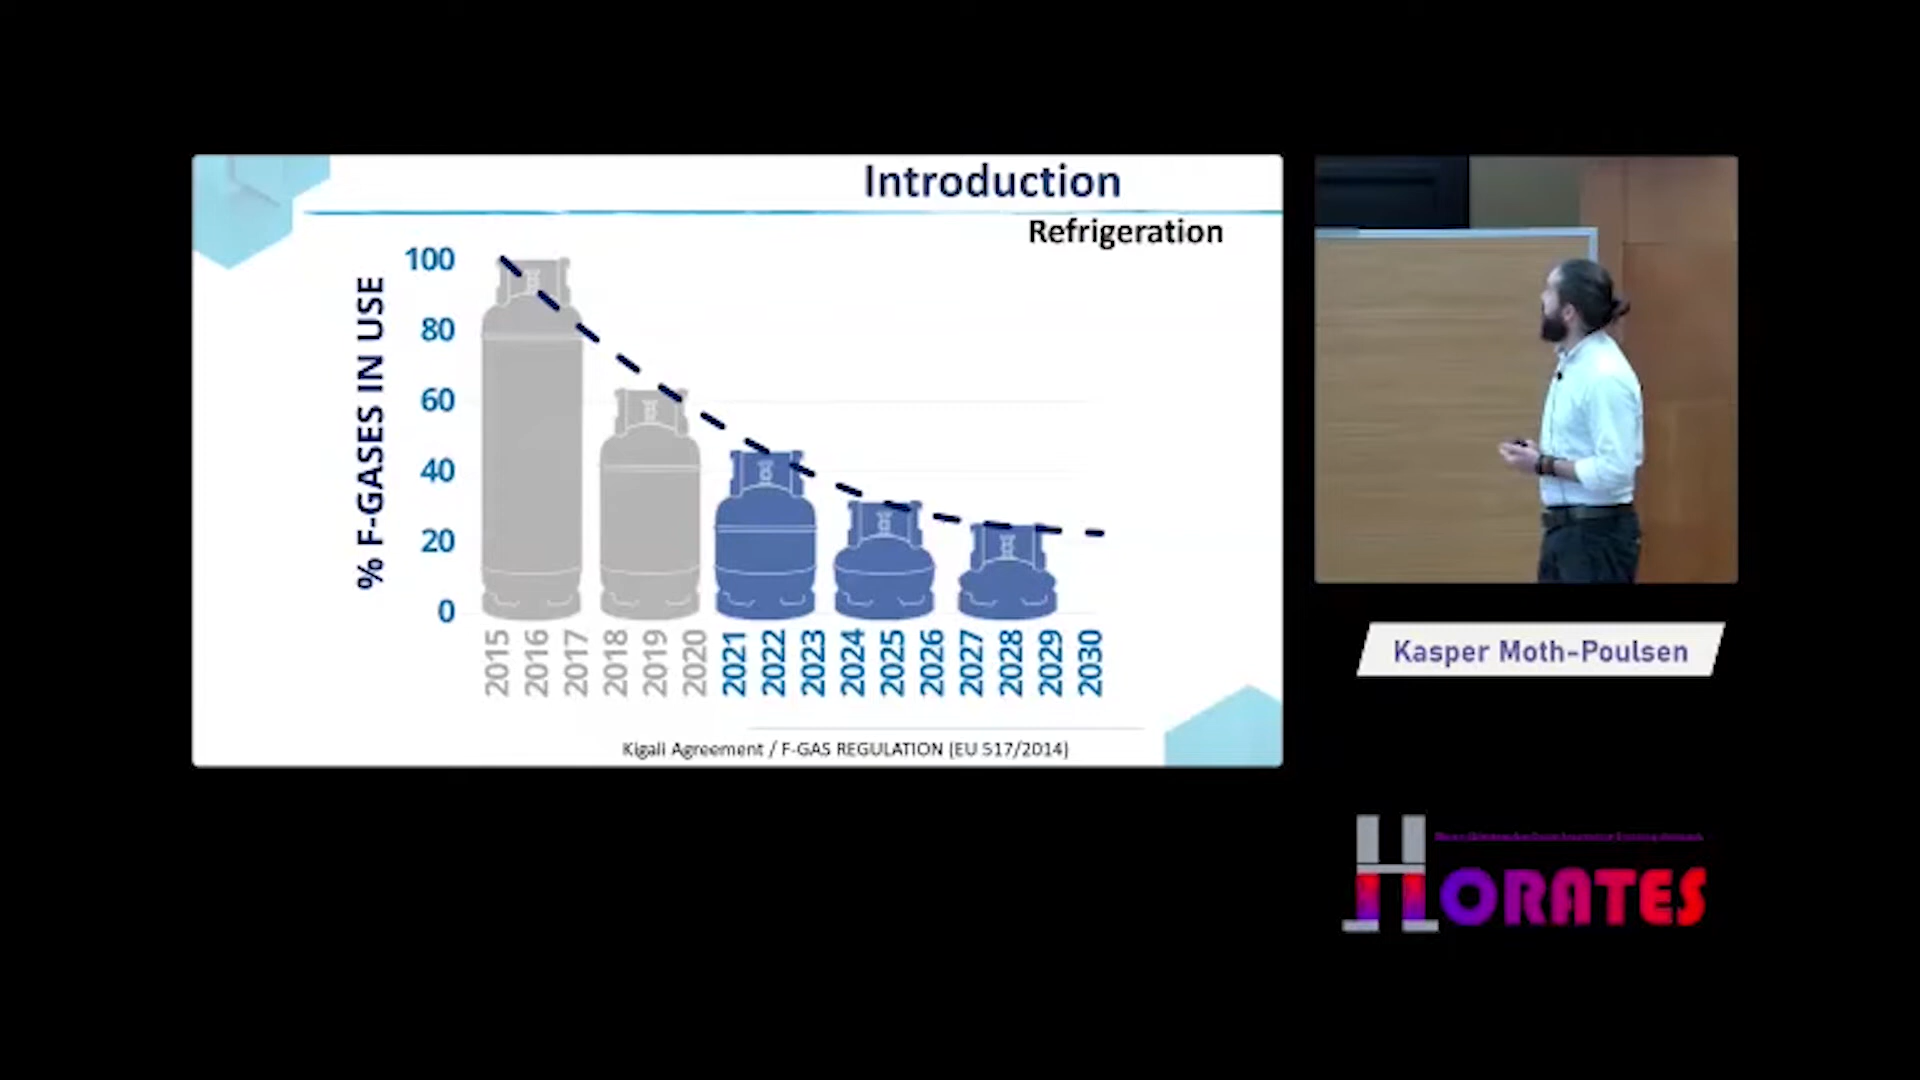 Introduction
Refrigeration
% F-GASES IN USE
100
80
60
40
20
0
2015 2016 2017 2018 2019 2020 2021 2022 2023 2024 2025 2026 2027 2028 2029 2030
Kigali Agreement / F-GAS REGULATION (EU 517/2014)
Kasper Moth-Poulsen
HORATES